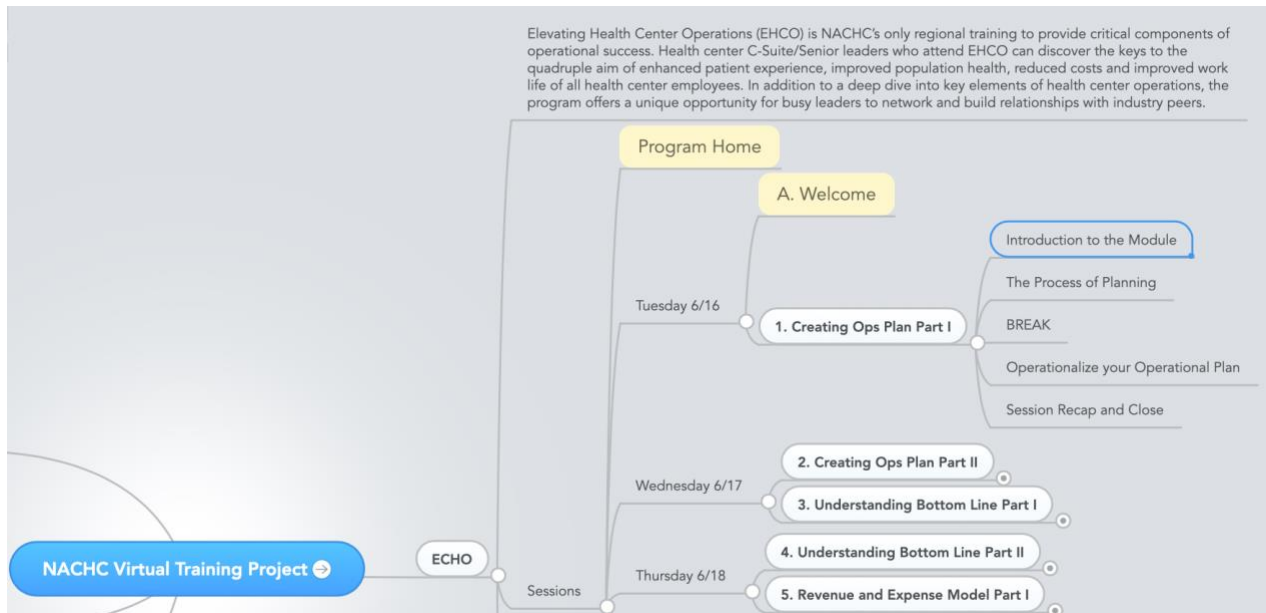 Elevating Health Center Operations (EHCO) is NACHC's only regional training to provide critical components of
operational success. Health center C-Suite/Senior leaders who attend EHCO can discover the keys to the
quadruple aim of enhanced patient experience, improved population health, reduced costs and improved work
life of all health center employees. In addition to a deep dive into key elements of health center operations, the
program offers a unique opportunity for busy leaders to network and build relationships with industry peers.
Program Home
A. Welcome
Introduction to the Module
The Process of Planning
Tuesday 6/16
1. Creating Ops Plan Part I
BREAK
Operationalize your Operational Plan
Session Recap and Close
2. Creating Ops Plan Part II
Wednesday 6/17
3. Understanding Bottom Line Part I
4. Understanding Bottom Line Part II
NACHC Virtual Training Project
ECHO
Sessions
Thursday 6/18
5. Revenue and Expense Model Part I